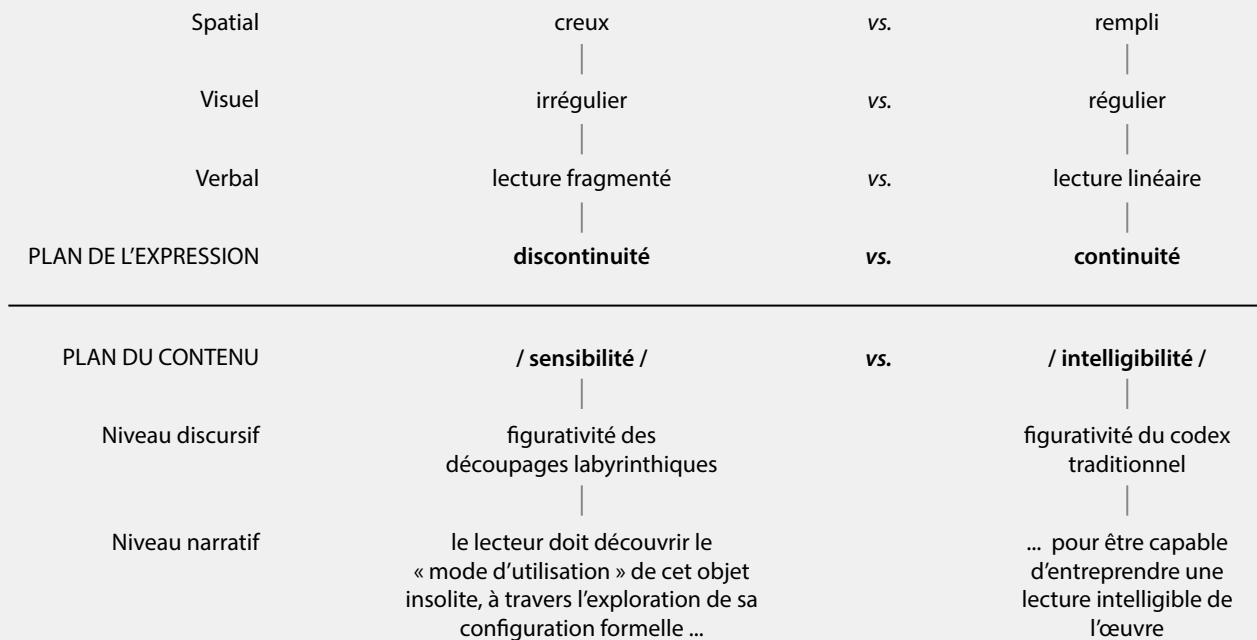 Spatial creux vs. rempli
Visuel irrégulier vs. régulier
Verbal lecture fragmenté vs. lecture linéaire
PLAN DE L’EXPRESSION discontinuité vs. continuité
PLAN DU CONTENU / sensibilité / vs. / intelligibilité /
Niveau discursif figurativité des figurativité du codex
découpages labyrinthiques traditionnel
Niveau narratif le lecteur doit découvrir le ... pour être capable
« mode d’utilisation » de cet objet d’entreprendre une
insolite, à travers l’exploration de sa lecture intelligible de
configuration formelle ... l’œuvre